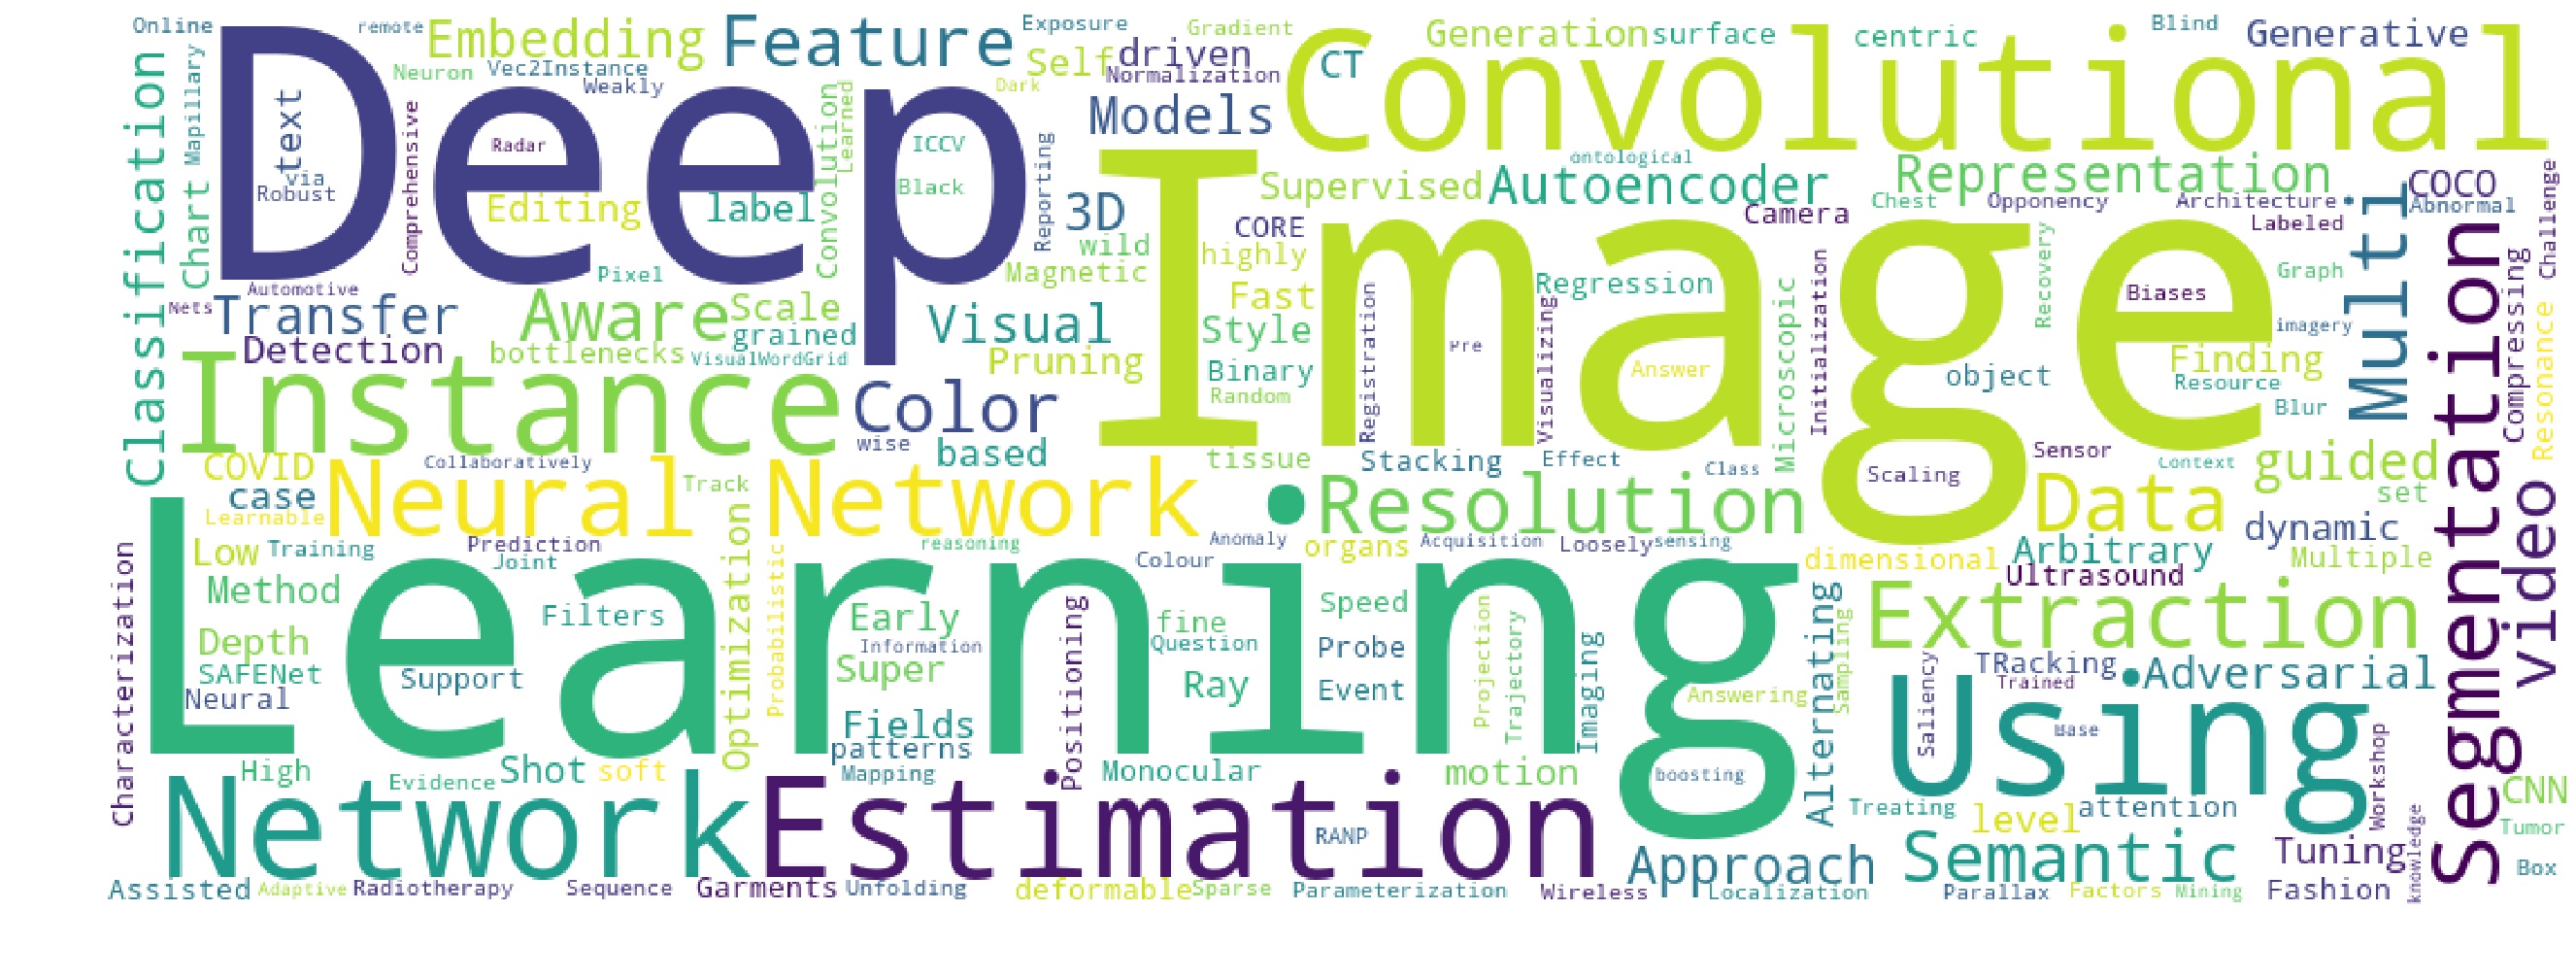 Online
remote
Embedding
Feature
Exposure
Gradient
Generation
surface
centric
Blind
Generative
Deep
Convolutional
Classification
Mapillary
Chart
text
Neuron
Vec2Instance
Weakly
Self
driven
Normalization
Dark
CT
Models
Comprehensive
Radar
Convolution
Learned
ICCV
Reporting
via
Robust
Black
Editing
label
3D
wild
Magnetic
Pixel
Image
ontological
Supervised
Autoencoder
Representation
Chest
Opponency
Architecture
Camera
Labeled
Multi
COCO
Abnormal
Challenge
CORE
highly
Regression
Recovery
Graph
Automotive
Nets
Transfer
Aware
Scale
grained
Visual
Fast
Style
Biases
imagery
Detection
bottlenecks
VisualWordGrid
Pruning
Binary
Random
Registration
Pre
Visualizing
Answer
Microscopic
Initialization
object
Finding
Resource
Blur
Compressing
Resonance
Segmentation
Instance
Color
wise
based
tissue
Stacking
Effect
Class
Scaling
Sensor
Context
guided
set
COVID
Collaboratively
case
Learnable
Neural Network
Track
•Resolution
Data
dynamic
video
Low
Training
Prediction
Joint
reasoning
Anomaly
Colour
organs
Acquisition
Loosely
sensing
dimensional
Arbitrary
Multiple
Ultrasound
Learning
Characterization
Method
Filters
Optimization
Probabilistic
Early
Information
Positioning
fine
Question
Speed
Probe
Projection
Trajectory
Imaging
Alternating
Sampling
Extraction
Depth
SAFENet
Neural
Support
Super
Ray
Event
Answering
Saliency
TRacking
Trained
•Adversarial
Using
Base
Fields
patterns
Mapping
High
Evidence
Shot
soft
Monocular
motion
boosting
Treating
level
attention
Workshop
CNN
Tumor
Network
Estimation
RANP
Approach
Semantic
Tuning
knowledge
Box
Assisted
Adaptive
Radiotherapy
Sequence
Garments
Unfolding
deformable
Sparse
Parameterization
Wireless
Localization
Parallax
Factors
Mining
Fashion